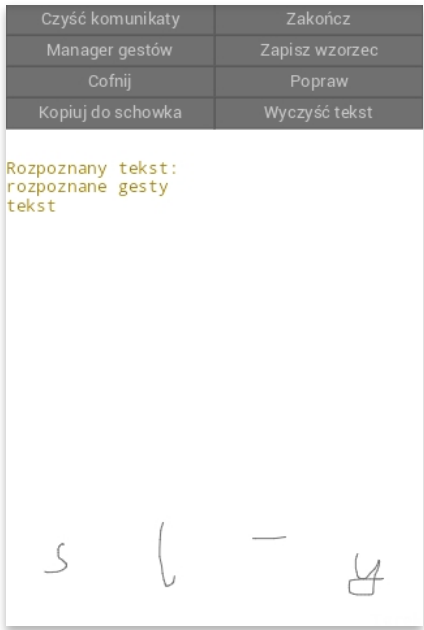 Czyść komunikaty Zakończ
Manager gestów Zapisz wzorzec
Cofnij Popraw
Kopiuj do schowka Wyczyść tekst
Rozpoznany tekst:
rozpoznane gesty
tekst